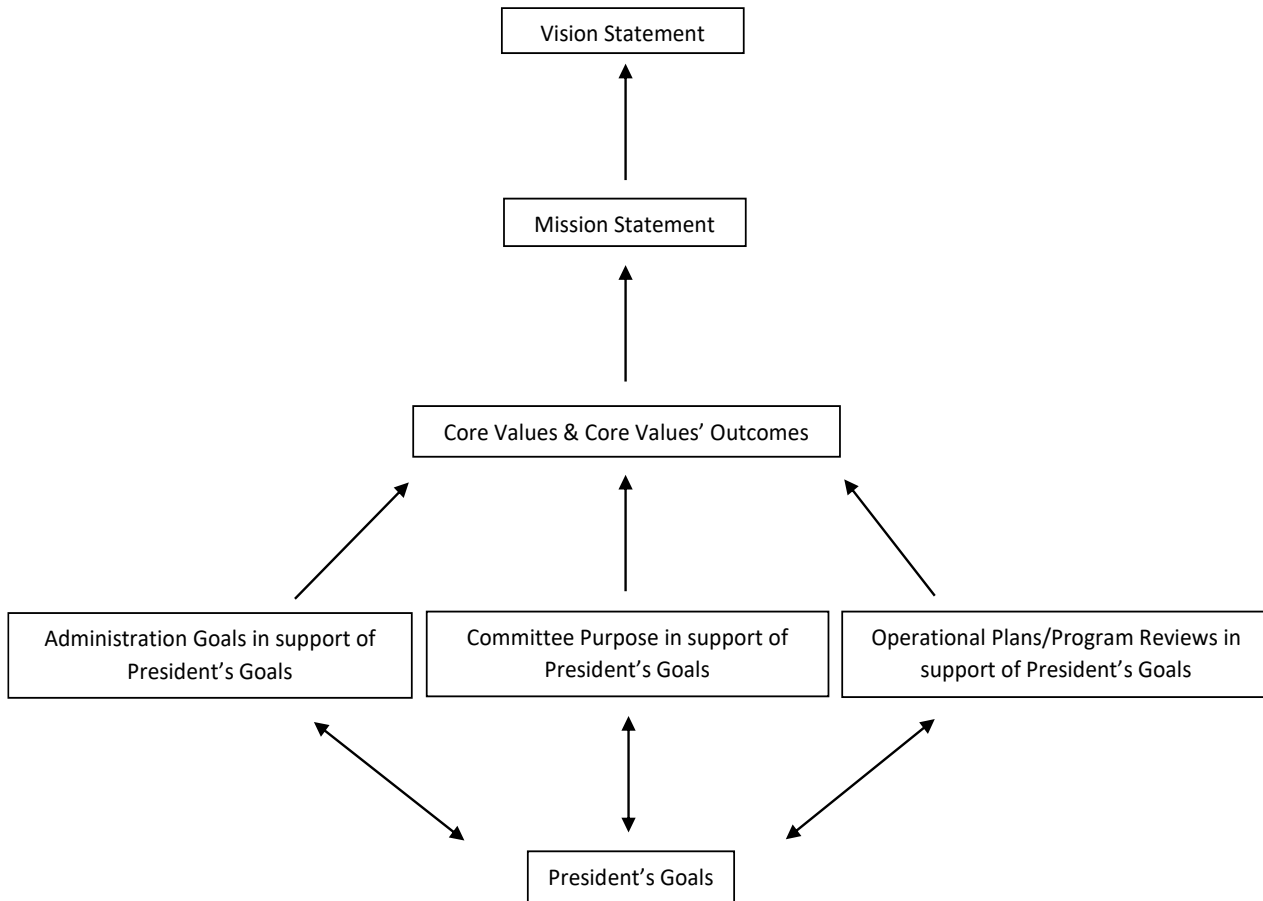 Vision Statement
Mission Statement
Core Values & Core Values’ Outcomes
Administration Goals in support of
President’s Goals
Committee Purpose in support of
President’s Goals
Operational Plans/Program Reviews in
support of President’s Goals
President’s Goals